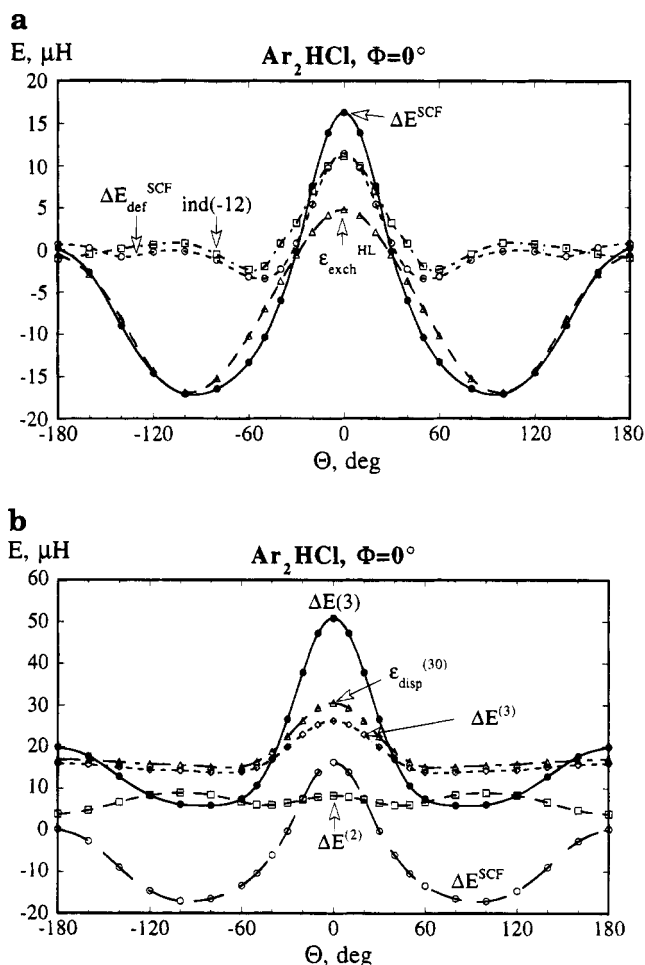 a
E, μH
Ar₂HCl, Φ=0°
20
15
10
5
0
-5
-10
-15
-20
ΔE^SCF
ΔE_def^SCF
ind(-12)
ε_exch^HL
-180
-120
-60
0
60
120
180
Θ, deg
b
E, μH
Ar₂HCl, Φ=0°
60
50
40
30
20
10
0
-10
-20
ΔE(3)
ε_disp^(30)
ΔE^(3)
ΔE^(2)
ΔE^SCF
-180
-120
-60
0
60
120
180
Θ, deg